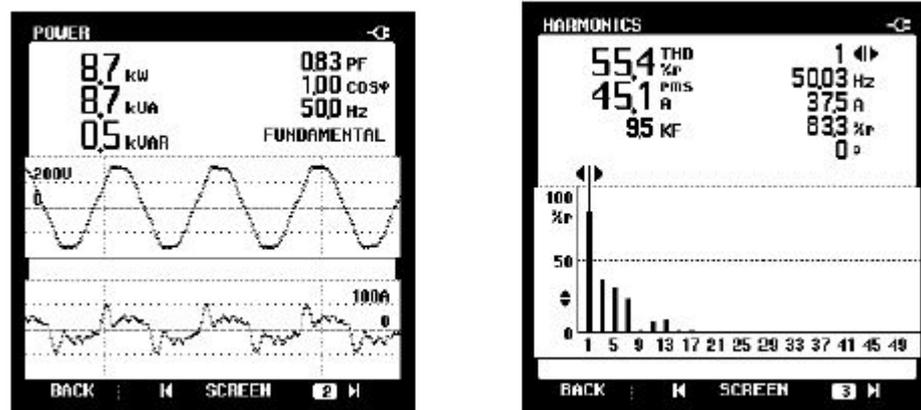 POWER
8.7 kW
0.83 PF
8.7 kVA
1.00 cosφ
50.0 Hz
0.5 kVAR
FUNDAMENTAL
200V
0
100A
0
BACK SCREEN 2
HARMONICS
55.4 THD %r
1
50.03 Hz
45.1 rms A
37.5 A
9.5 KF
83.3 %r
0 °
100
%r
50
0
1 5 9 13 17 21 25 29 33 37 41 45 49
BACK SCREEN 3